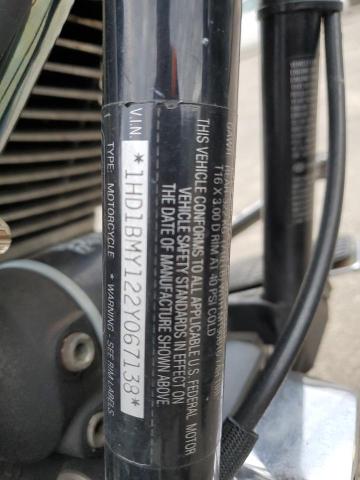 T16 X 3.00 D RIM AT 40 PSI COLD
THIS VEHICLE CONFORMS TO ALL APPLICABLE U.S. FEDERAL MOTOR
VEHICLE SAFETY STANDARDS IN EFFECT ON
THE DATE OF MANUFACTURE SHOWN ABOVE
V.I.N. *1HD1BMY122Y067138*
TYPE: MOTORCYCLE * WARNING - SEE RIM LABELS